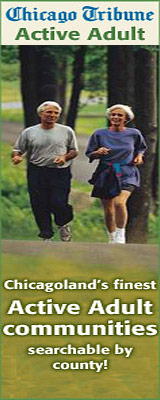 Chicago Tribune
Active Adult
Chicagoland's finest
Active Adult
communities
searchable by
county!